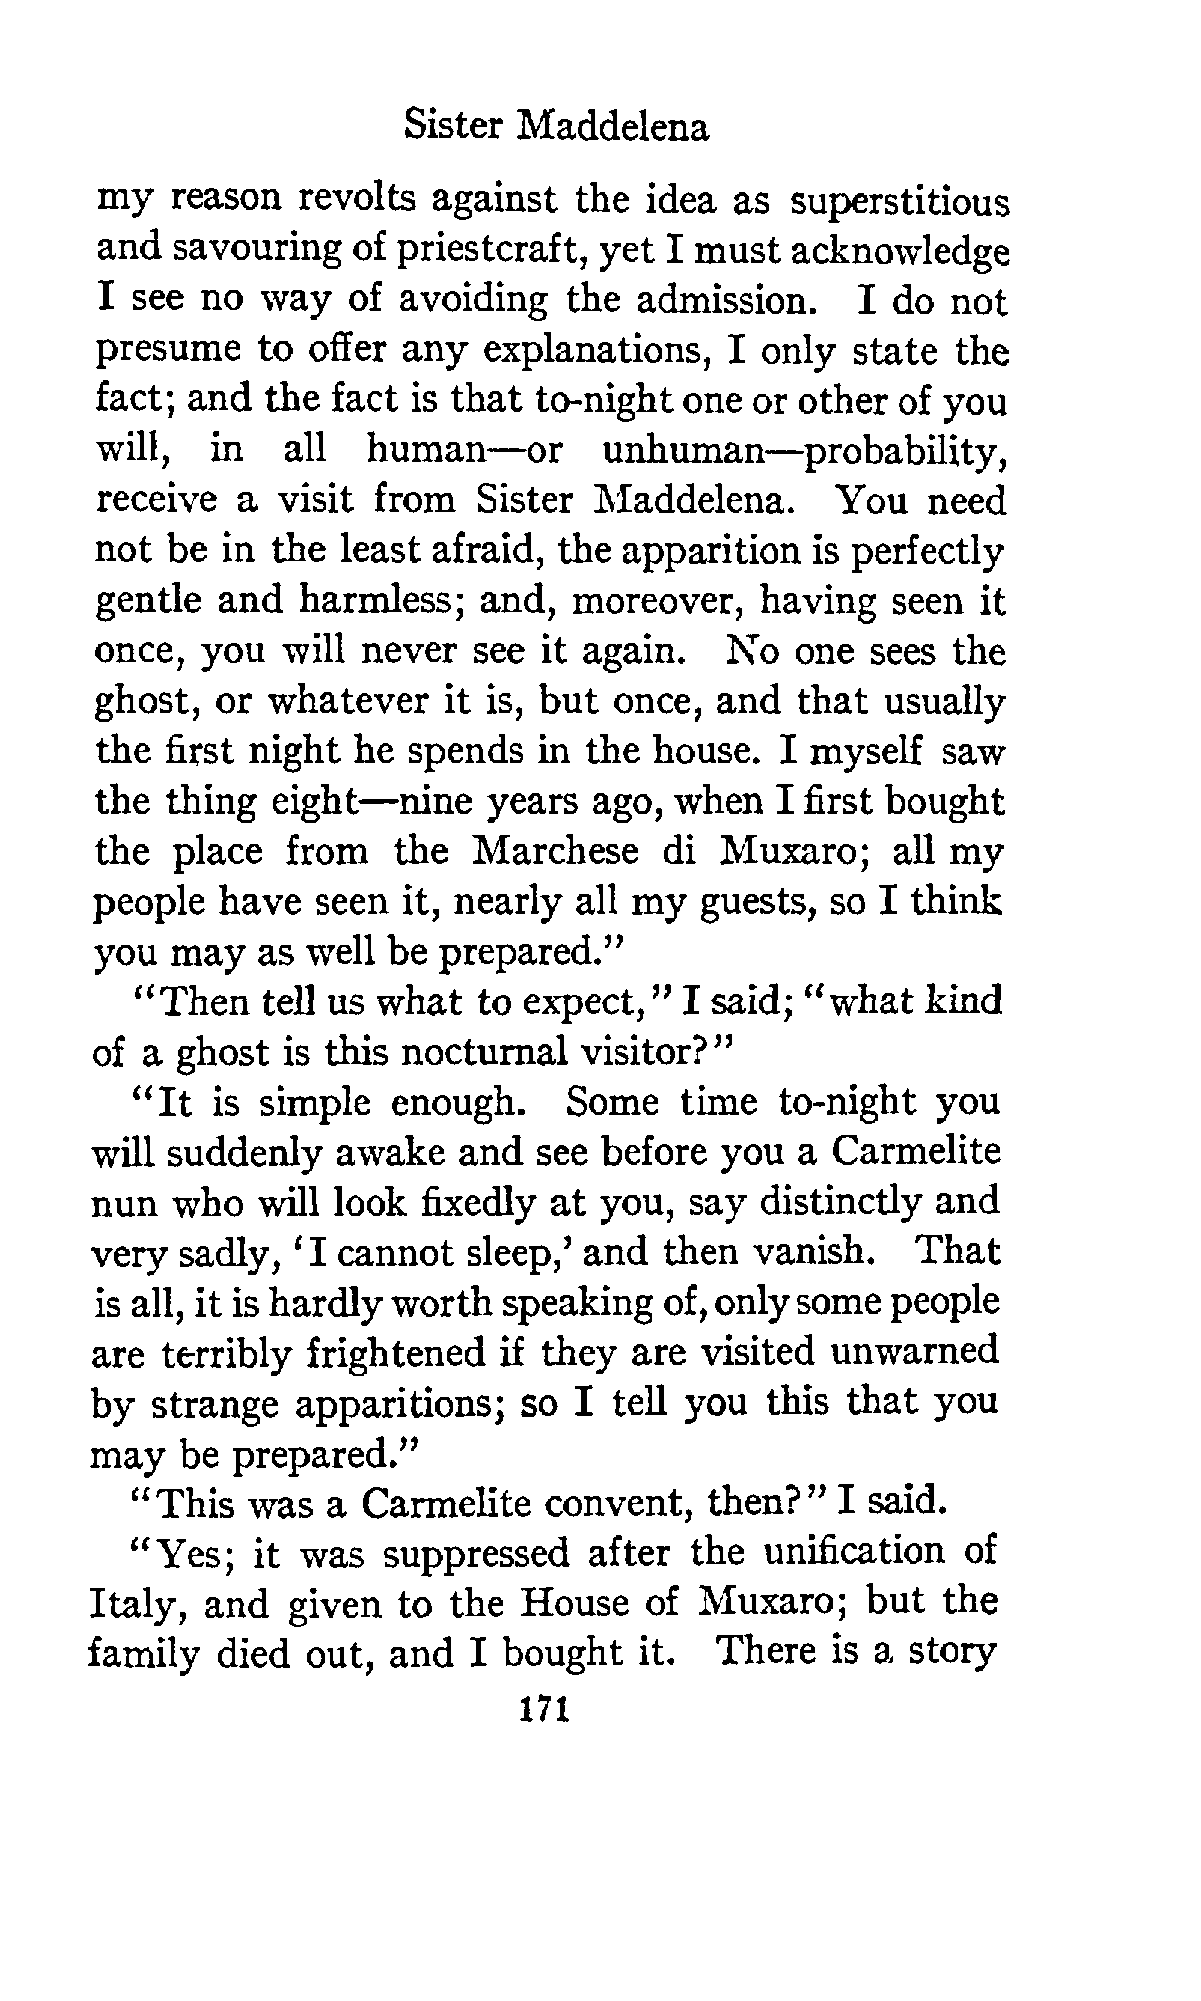 Sister Maddelena
my reason revolts against the idea as superstitious
and savouring of priestcraft, yet I must acknowledge
I see no way of avoiding the admission. I do not
presume to offer any explanations, I only state the
fact; and the fact is that to-night one or other of you
will, in all human—or unhuman—probability,
receive a visit from Sister Maddelena. You need
not be in the least afraid, the apparition is perfectly
gentle and harmless; and, moreover, having seen it
once, you will never see it again. No one sees the
ghost, or whatever it is, but once, and that usually
the first night he spends in the house. I myself saw
the thing eight—nine years ago, when I first bought
the place from the Marchese di Muxaro; all my
people have seen it, nearly all my guests, so I think
you may as well be prepared."
"Then tell us what to expect," I said; "what kind
of a ghost is this nocturnal visitor?"
"It is simple enough. Some time to-night you
will suddenly awake and see before you a Carmelite
nun who will look fixedly at you, say distinctly and
very sadly, 'I cannot sleep,' and then vanish. That
is all, it is hardly worth speaking of, only some people
are terribly frightened if they are visited unwarned
by strange apparitions; so I tell you this that you
may be prepared."
"This was a Carmelite convent, then?" I said.
"Yes; it was suppressed after the unification of
Italy, and given to the House of Muxaro; but the
family died out, and I bought it. There is a story
171